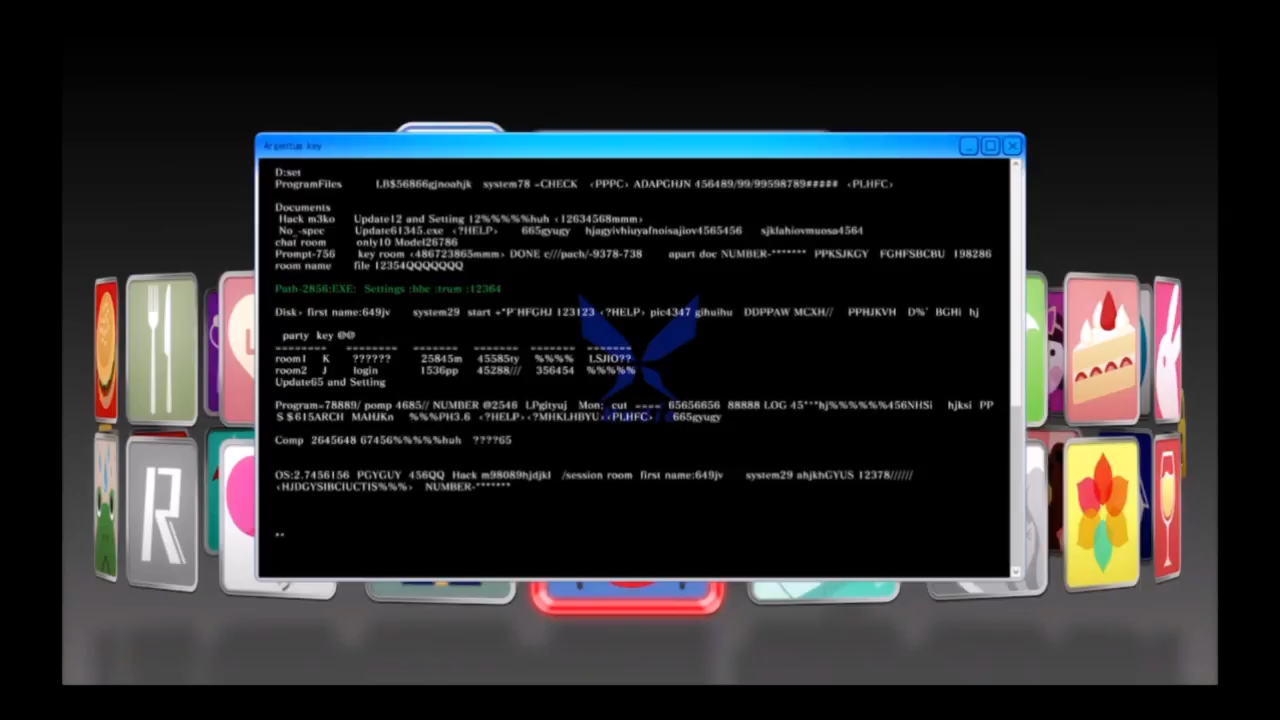 Argentua key
D:set
ProgramFiles LB$56866gjnoahjk system78 -CHECK <PPPC> ADAPGHJN 456489/99/99598789##### <PLHFC>
Documents
Hack m3ko Update12 and Setting 12%%%%%huh <12634568mmm>
No_-spec Update61345.exe <?HELP> 665gyugy hjagyivhiuyafnoisajiov4565456 sjklahiovmuosa4564
chat room only10 Model26786
Prompt-756 key room <486723865mmm> DONE c///pach/-9378-738 apart doc NUMBER-******* PPKSJKGY FGHFSBCBU 198286
room name file 12354QQQQQQQ
Path-2856:EXE: Settings :hbc :trum :12364
Disk> first name:649jv system29 start +"P'HFGHJ 123123 <?HELP> pic4347 gihuihu DDPPAW MCXH// PPHJKVH D%' BGHi hj
party key @@
-------- -------- ------- ------- ------- -------
room1 K ?????? 25845m 45585ty %%%% LSJIO??
room2 J login 1536pp 45288/// 356454 %%%%%
Update65 and Setting
Program=78889/ pomp 4685// NUMBER @2546 LPgityuj Mon; cut ==== 65656656 88888 LOG 45***hj%%%%%%456NHSi hjksi PP
$ $615ARCH MAHJKn %%%PH3.6 <?HELP><?MHKLHBYU><PLHFC> 665gyugy
Comp 2645648 67456%%%%%huh ????65
OS:2.7456156 PGYGUY 456QQ Hack m98089hjdjkl /session room first name:649jv system29 ahjkhGYUS 12378//////
<HJDGYSIBCIUCTIS%%%> NUMBER-*******
R